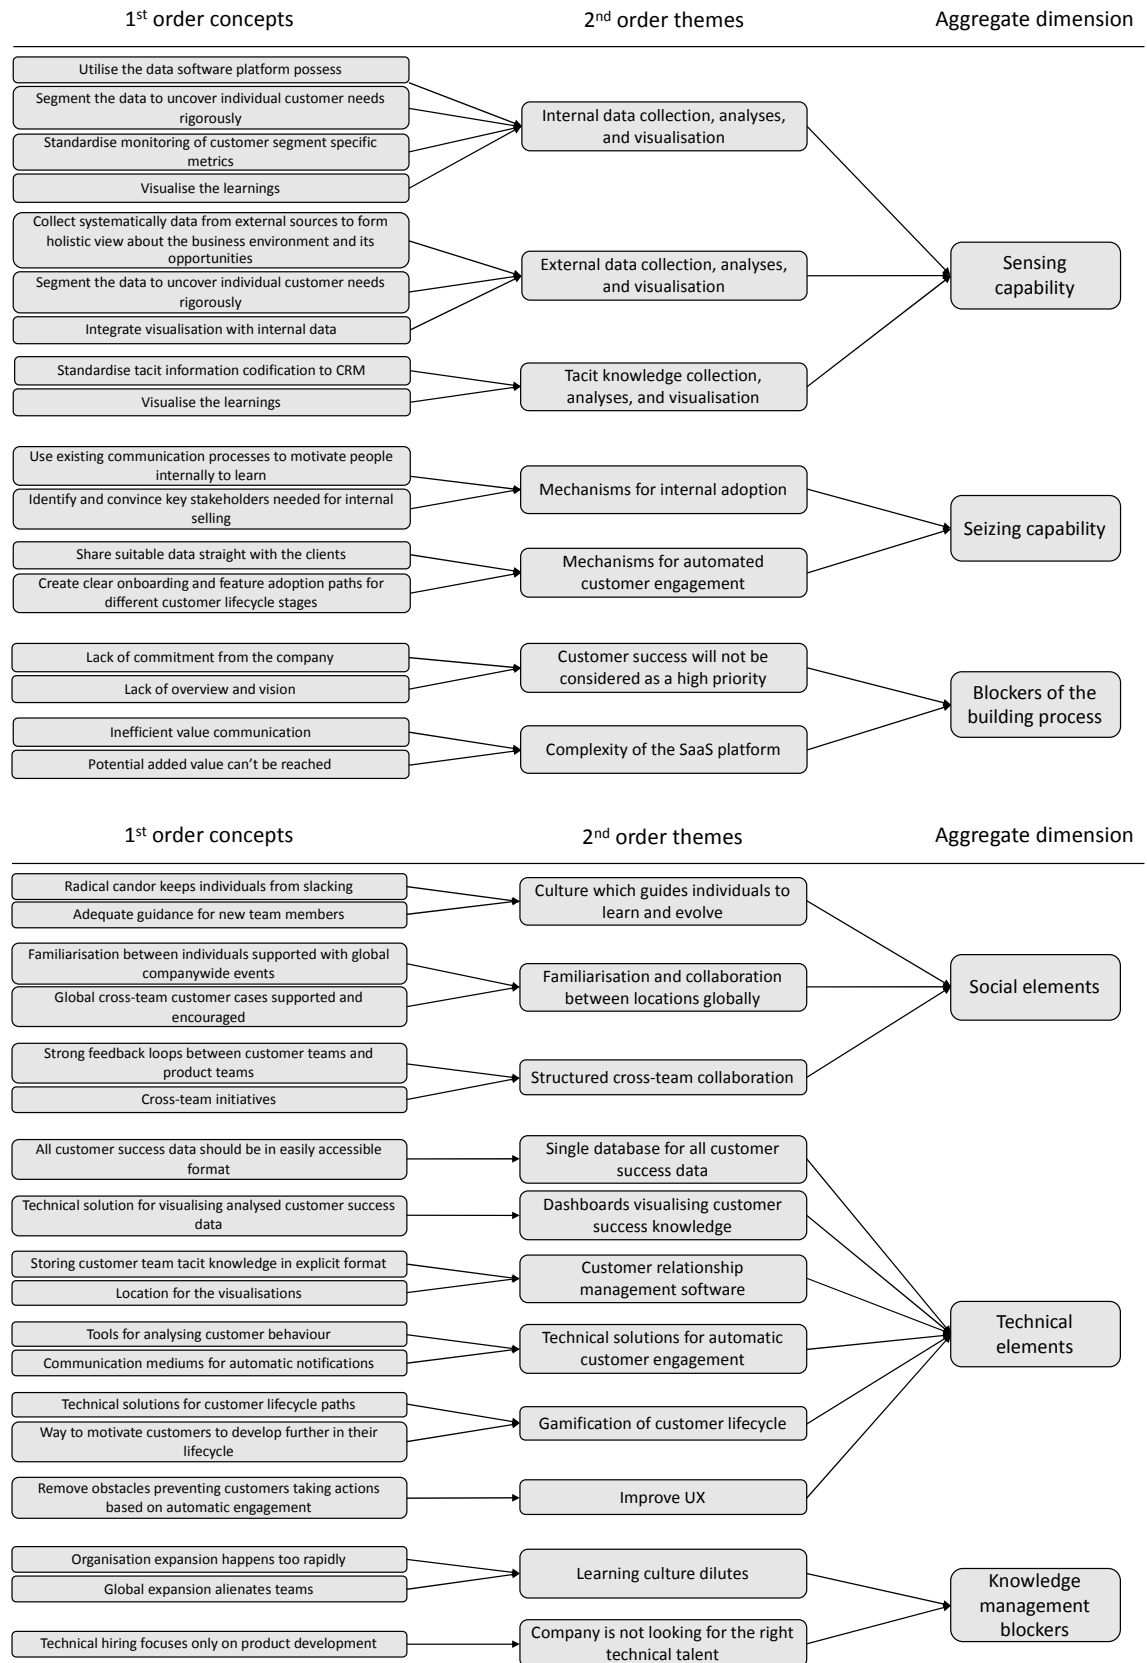 1st order concepts
2nd order themes
Aggregate dimension
Utilise the data software platform possess
Segment the data to uncover individual customer needs
rigorously
Standardise monitoring of customer segment specific
metrics
Visualise the learnings
Internal data collection, analyses,
and visualisation
Collect systematically data from external sources to form
holistic view about the business environment and its
opportunities
Segment the data to uncover individual customer needs
rigorously
Integrate visualisation with internal data
External data collection, analyses,
and visualisation
Standardise tacit information codification to CRM
Visualise the learnings
Tacit knowledge collection,
analyses, and visualisation
Sensing
capability
Use existing communication processes to motivate people
internally to learn
Identify and convince key stakeholders needed for internal
selling
Mechanisms for internal adoption
Share suitable data straight with the clients
Create clear onboarding and feature adoption paths for
different customer lifecycle stages
Mechanisms for automated
customer engagement
Seizing capability
Lack of commitment from the company
Lack of overview and vision
Customer success will not be
considered as a high priority
Inefficient value communication
Potential added value can't be reached
Complexity of the SaaS platform
Blockers of the
building process
1st order concepts
2nd order themes
Aggregate dimension
Radical candor keeps individuals from slacking
Adequate guidance for new team members
Culture which guides individuals to
learn and evolve
Familiarisation between individuals supported with global
companywide events
Global cross-team customer cases supported and
encouraged
Familiarisation and collaboration
between locations globally
Strong feedback loops between customer teams and
product teams
Cross-team initiatives
Structured cross-team collaboration
Social elements
All customer success data should be in easily accessible
format
Single database for all customer
success data
Technical solution for visualising analysed customer success
data
Dashboards visualising customer
success knowledge
Storing customer team tacit knowledge in explicit format
Location for the visualisations
Customer relationship
management software
Tools for analysing customer behaviour
Communication mediums for automatic notifications
Technical solutions for automatic
customer engagement
Technical solutions for customer lifecycle paths
Way to motivate customers to develop further in their
lifecycle
Gamification of customer lifecycle
Remove obstacles preventing customers taking actions
based on automatic engagement
Improve UX
Technical
elements
Organisation expansion happens too rapidly
Global expansion alienates teams
Learning culture dilutes
Technical hiring focuses only on product development
Company is not looking for the right
technical talent
Knowledge
management
blockers